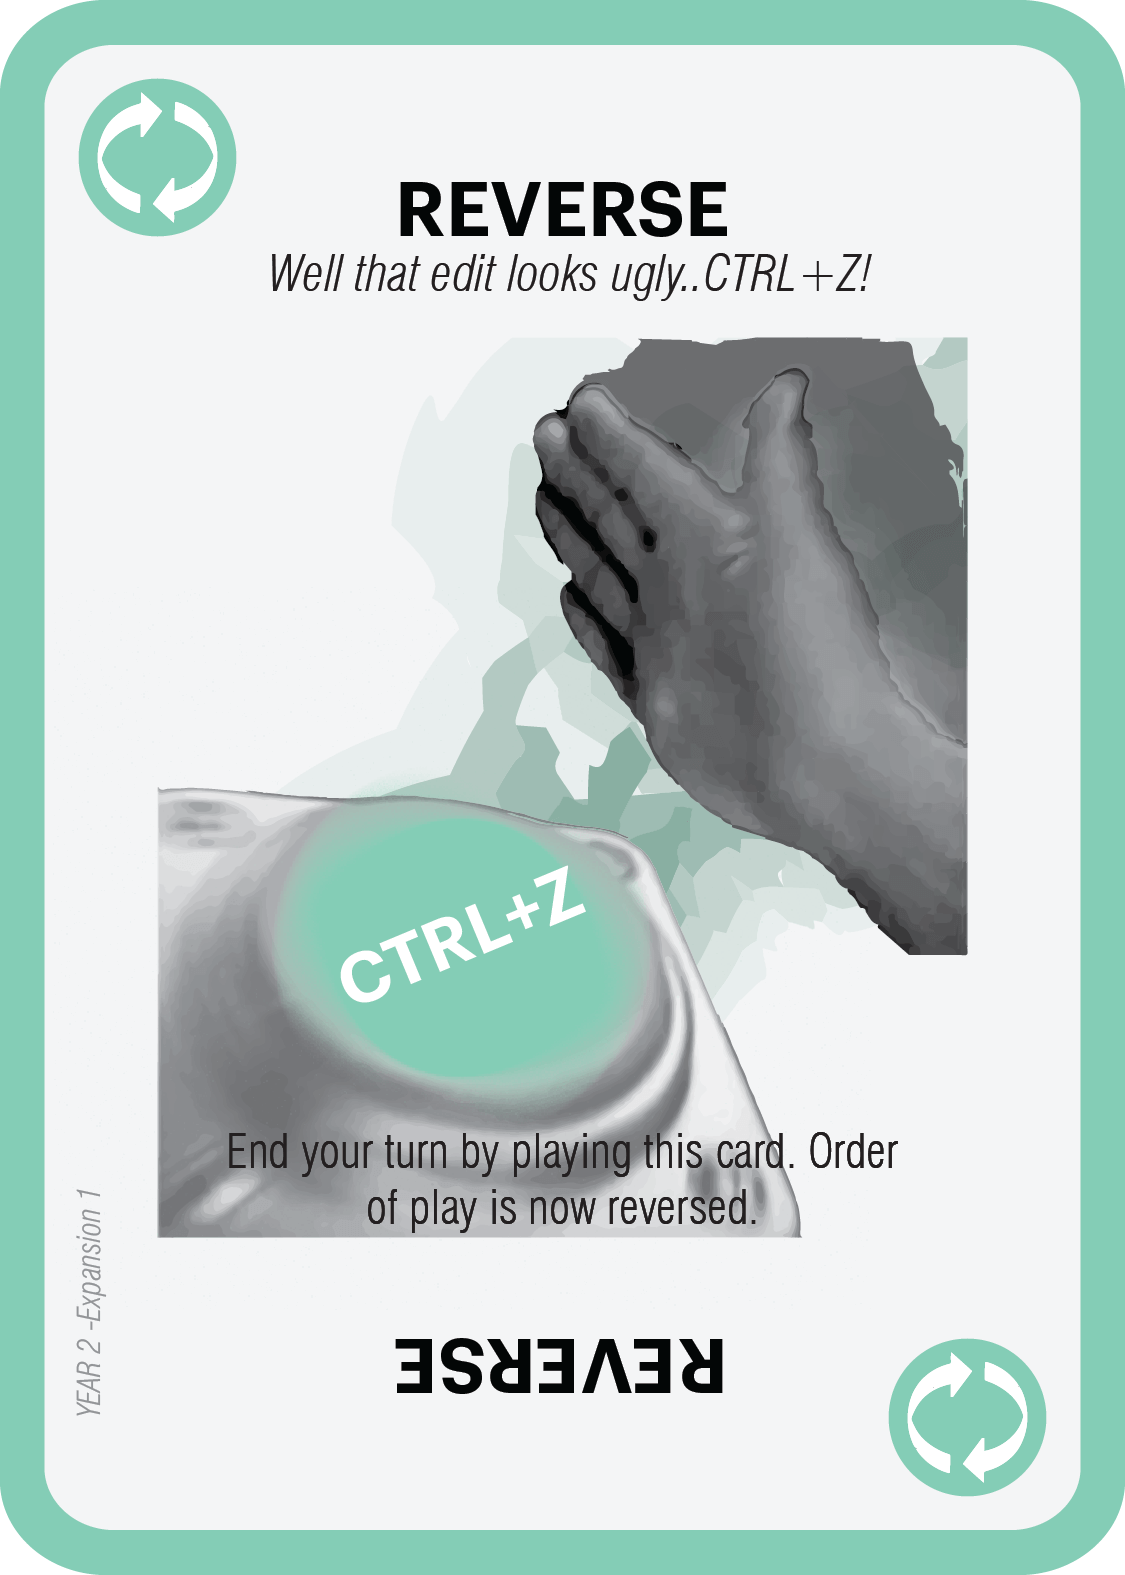 REVERSE
Well that edit looks ugly..CTRL+Z!
CTRL+Z
End your turn by playing this card. Order
of play is now reversed.
YEAR 2 -Expansion 1
REVERSE